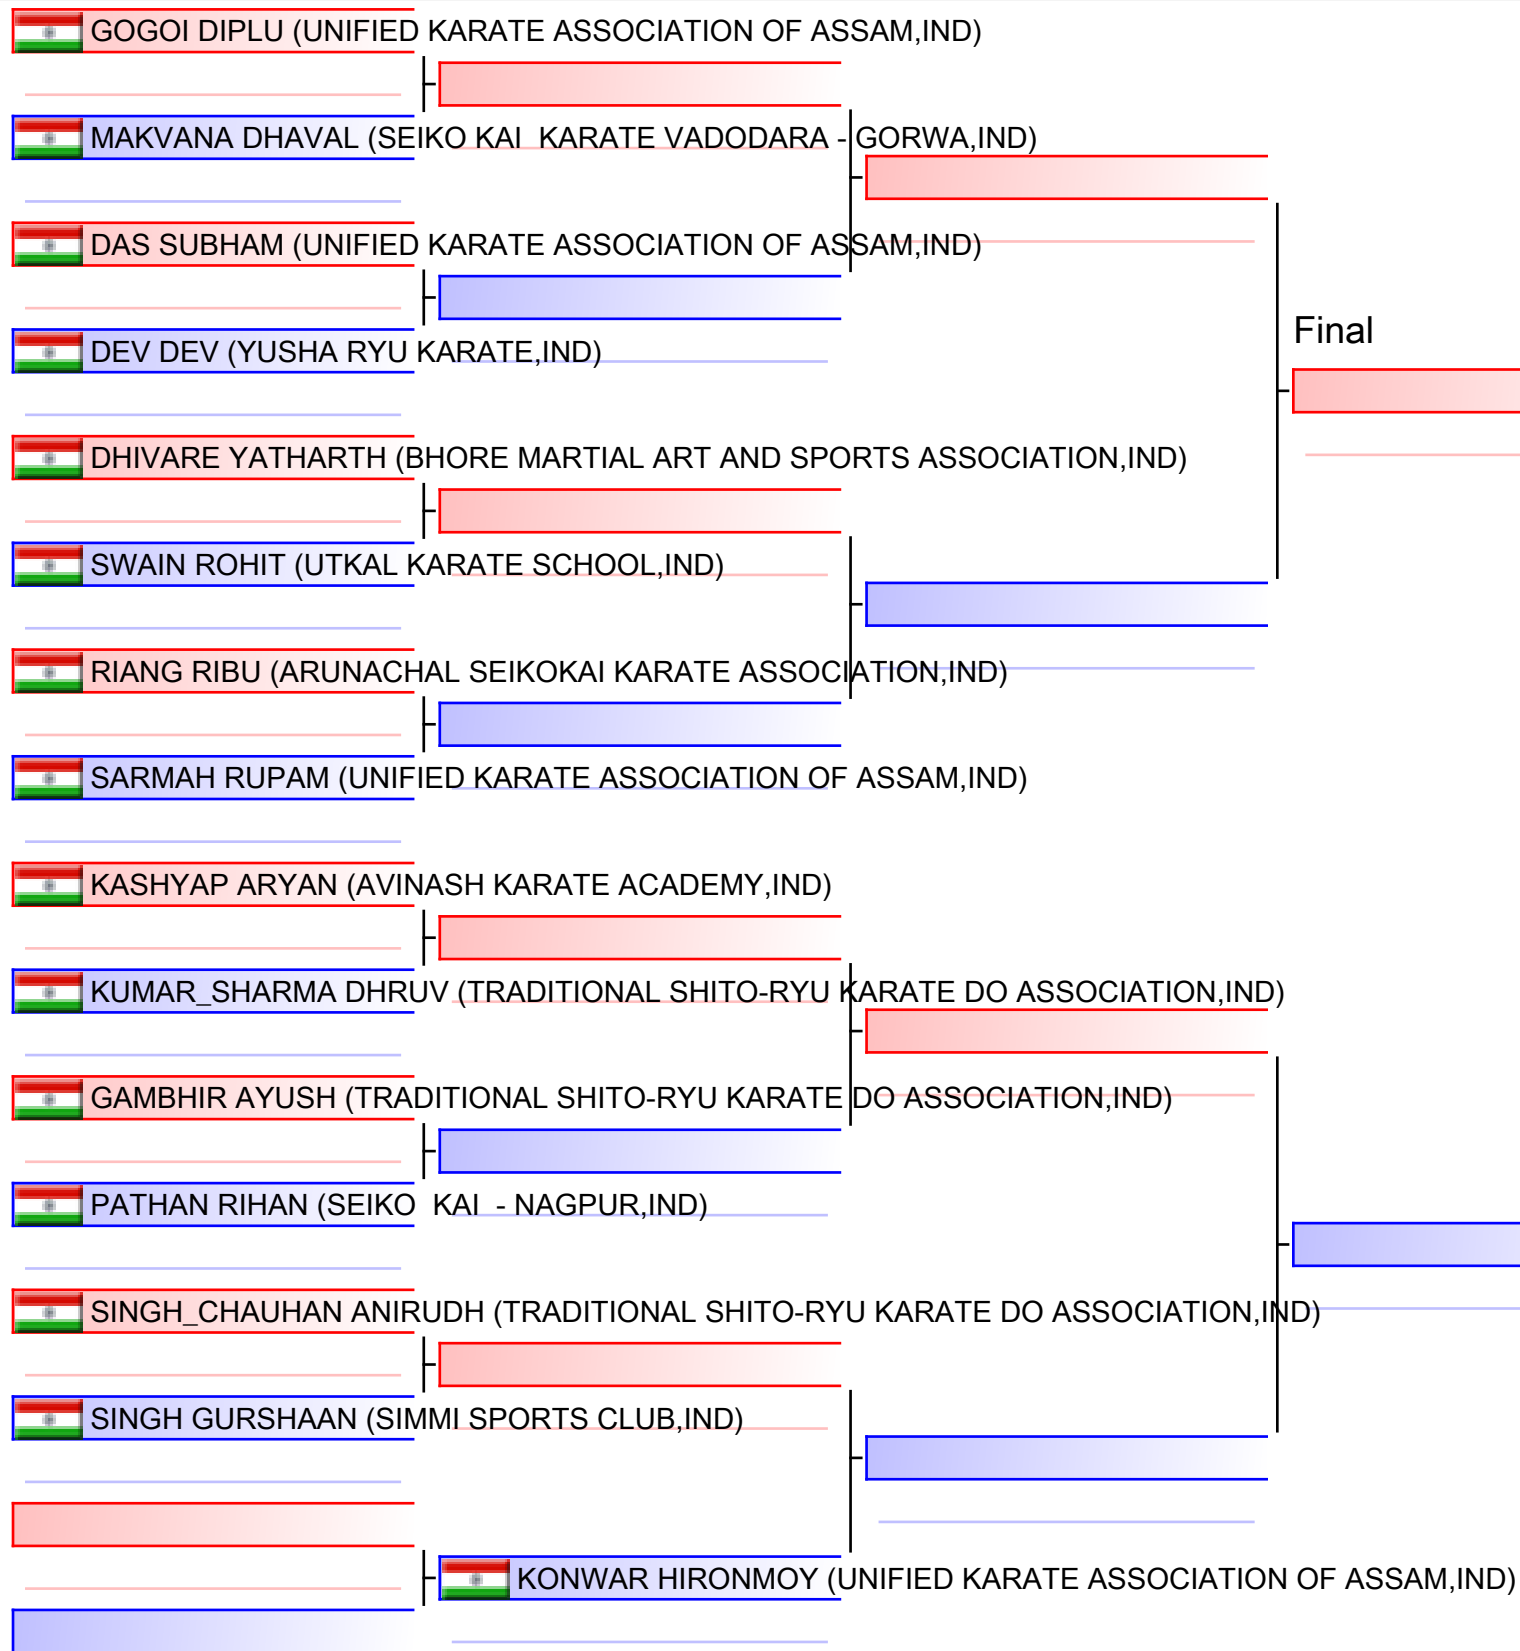 GOGOI DIPLU (UNIFIED KARATE ASSOCIATION OF ASSAM,IND)
MAKVANA DHAVAL (SEIKO KAI  KARATE VADODARA - GORWA,IND)
DAS SUBHAM (UNIFIED KARATE ASSOCIATION OF ASSAM,IND)
Final
DEV DEV (YUSHA RYU KARATE,IND)
DHIVARE YATHARTH (BHORE MARTIAL ART AND SPORTS ASSOCIATION,IND)
SWAIN ROHIT (UTKAL KARATE SCHOOL,IND)
RIANG RIBU (ARUNACHAL SEIKOKAI KARATE ASSOCIATION,IND)
SARMAH RUPAM (UNIFIED KARATE ASSOCIATION OF ASSAM,IND)
KASHYAP ARYAN (AVINASH KARATE ACADEMY,IND)
KUMAR_SHARMA DHRUV (TRADITIONAL SHITO-RYU KARATE DO ASSOCIATION,IND)
GAMBHIR AYUSH (TRADITIONAL SHITO-RYU KARATE DO ASSOCIATION,IND)
PATHAN RIHAN (SEIKO  KAI  - NAGPUR,IND)
SINGH_CHAUHAN ANIRUDH (TRADITIONAL SHITO-RYU KARATE DO ASSOCIATION,IND)
SINGH GURSHAAN (SIMMI SPORTS CLUB,IND)
KONWAR HIRONMOY (UNIFIED KARATE ASSOCIATION OF ASSAM,IND)